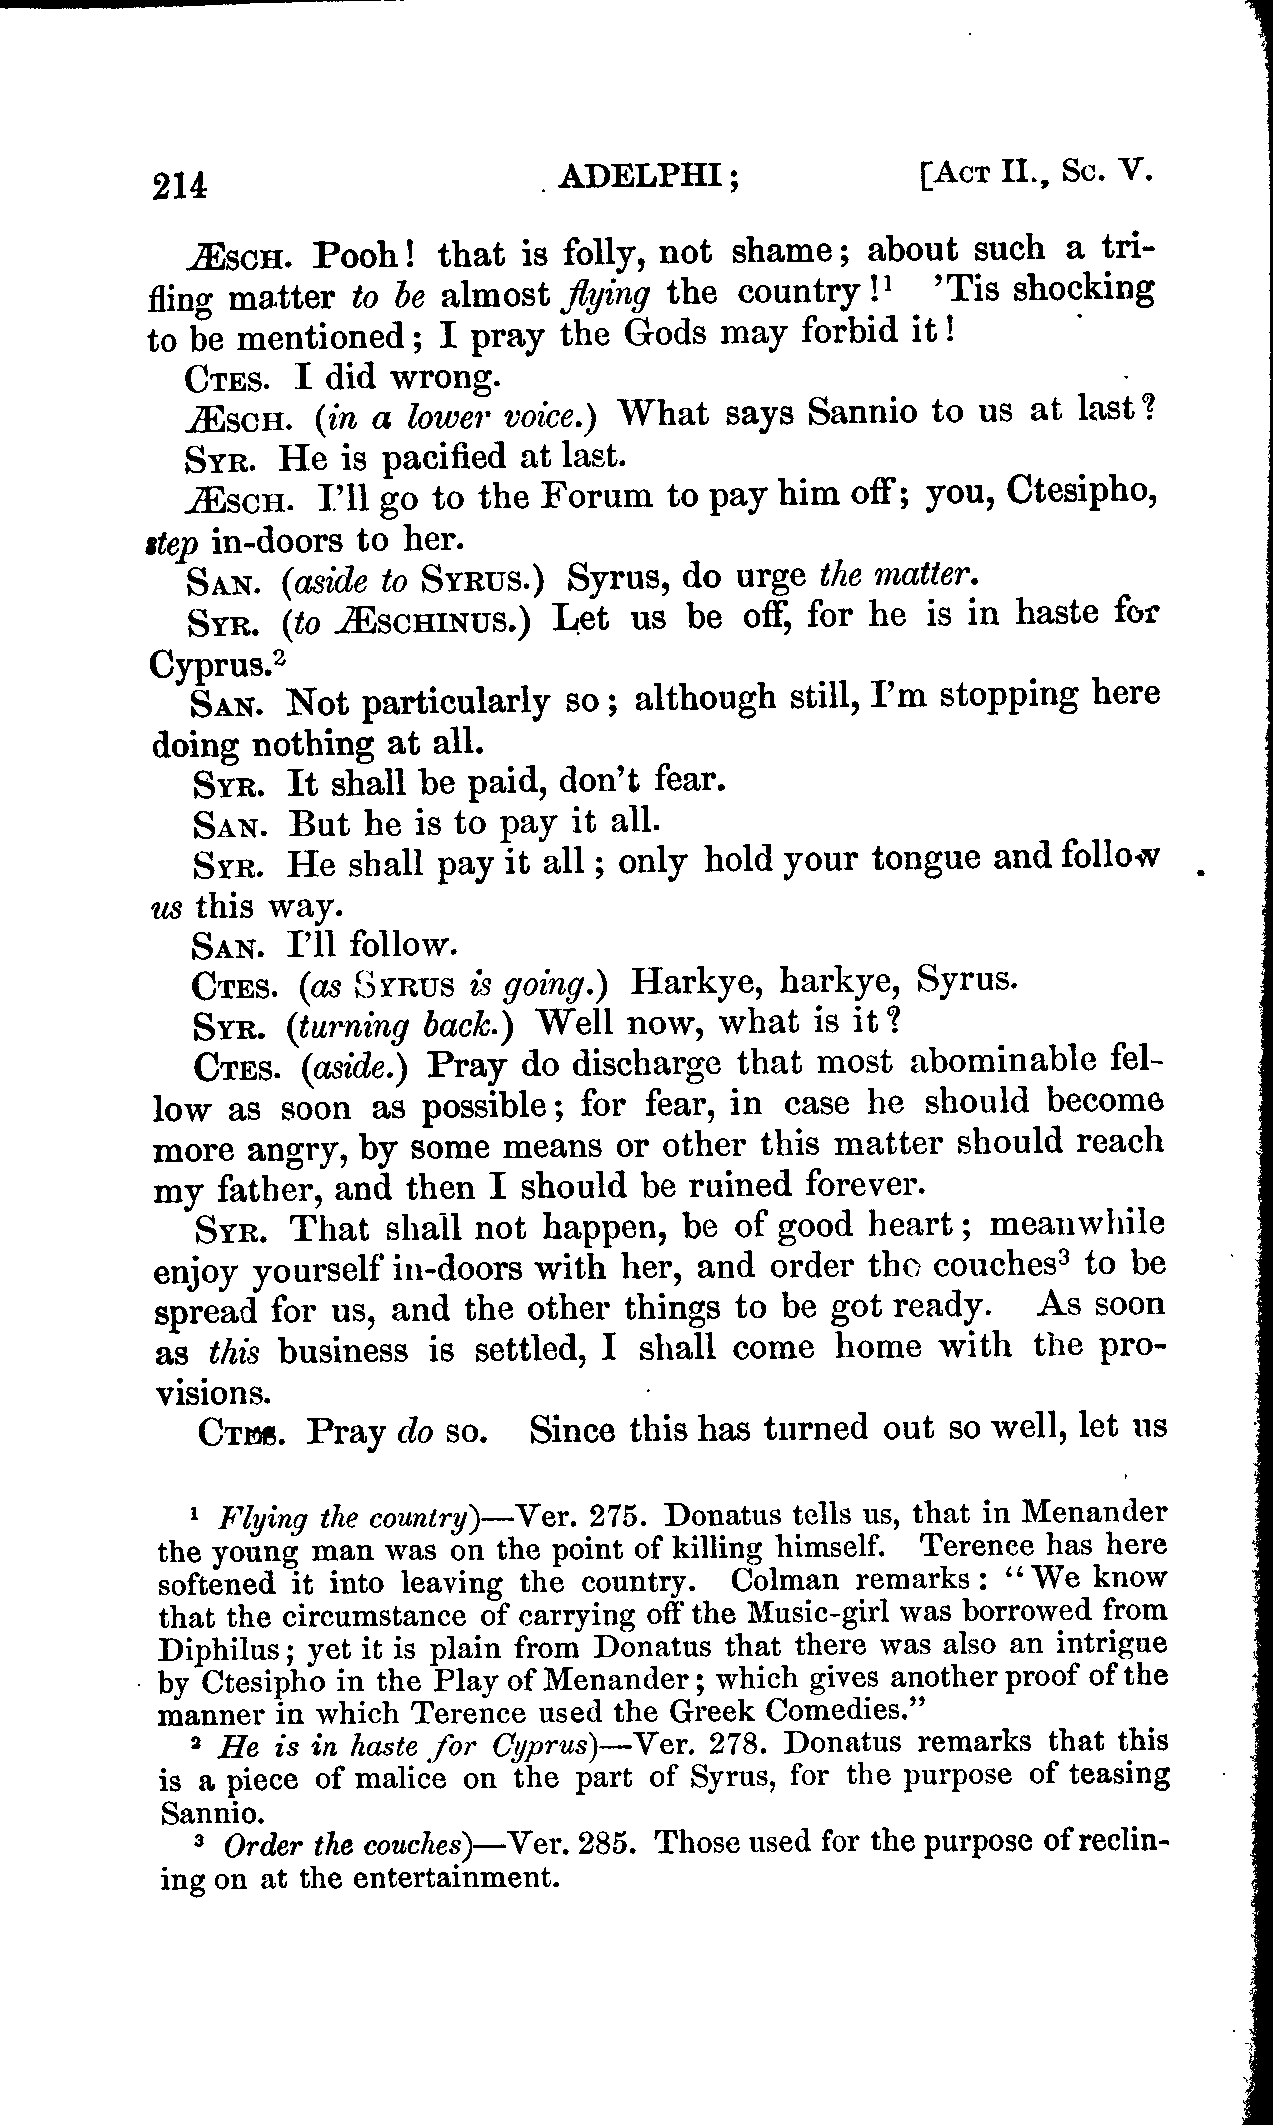 214 ADELPHI; [ACT II., Sc. V.
ÆSCH. Pooh! that is folly, not shame; about such a tri-
fling matter to be almost flying the country!¹ 'Tis shocking
to be mentioned; I pray the Gods may forbid it!
CTES. I did wrong.
ÆSCH. (in a lower voice.) What says Sannio to us at last?
SYR. He is pacified at last.
ÆSCH. I'll go to the Forum to pay him off; you, Ctesipho,
step in-doors to her.
SAN. (aside to SYRUS.) Syrus, do urge the matter.
SYR. (to ÆSCHINUS.) Let us be off, for he is in haste for
Cyprus.²
SAN. Not particularly so; although still, I'm stopping here
doing nothing at all.
SYR. It shall be paid, don't fear.
SAN. But he is to pay it all.
SYR. He shall pay it all; only hold your tongue and follow
us this way.
SAN. I'll follow.
CTES. (as SYRUS is going.) Harkye, harkye, Syrus.
SYR. (turning back.) Well now, what is it?
CTES. (aside.) Pray do discharge that most abominable fel-
low as soon as possible; for fear, in case he should become
more angry, by some means or other this matter should reach
my father, and then I should be ruined forever.
SYR. That shall not happen, be of good heart; meanwhile
enjoy yourself in-doors with her, and order the couches³ to be
spread for us, and the other things to be got ready. As soon
as this business is settled, I shall come home with the pro-
visions.
CTES. Pray do so. Since this has turned out so well, let us
¹ Flying the country)—Ver. 275. Donatus tells us, that in Menander
the young man was on the point of killing himself. Terence has here
softened it into leaving the country. Colman remarks: "We know
that the circumstance of carrying off the Music-girl was borrowed from
Diphilus; yet it is plain from Donatus that there was also an intrigue
by Ctesipho in the Play of Menander; which gives another proof of the
manner in which Terence used the Greek Comedies."
² He is in haste for Cyprus)—Ver. 278. Donatus remarks that this
is a piece of malice on the part of Syrus, for the purpose of teasing
Sannio.
³ Order the couches)—Ver. 285. Those used for the purpose of reclin-
ing on at the entertainment.